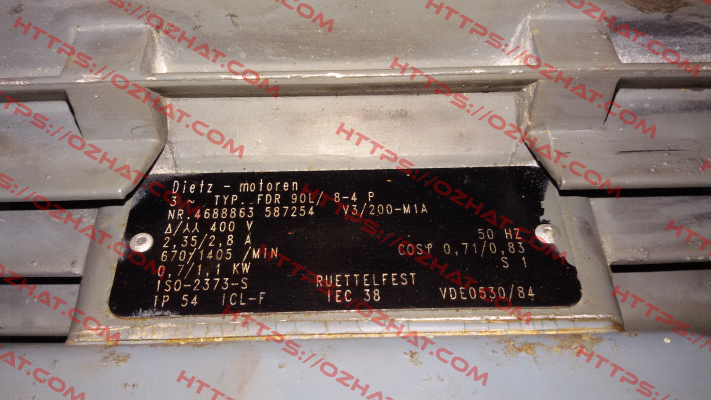 Dietz - motoren
3 ~ TYP. FDR 90L/ 8-4 P
NR.4688863 587254 V3/200-M1A
Δ/⅄⅄ 400 V 50 HZ
2,35/2,8 A COSφ 0,71/0,83
670/1405 /MIN S 1
0,7/1,1 KW RUETTELFEST
ISO-2373-S IEC 38 VDE0530/84
IP 54 ICL-F
HTTPS://OZHAT.COM